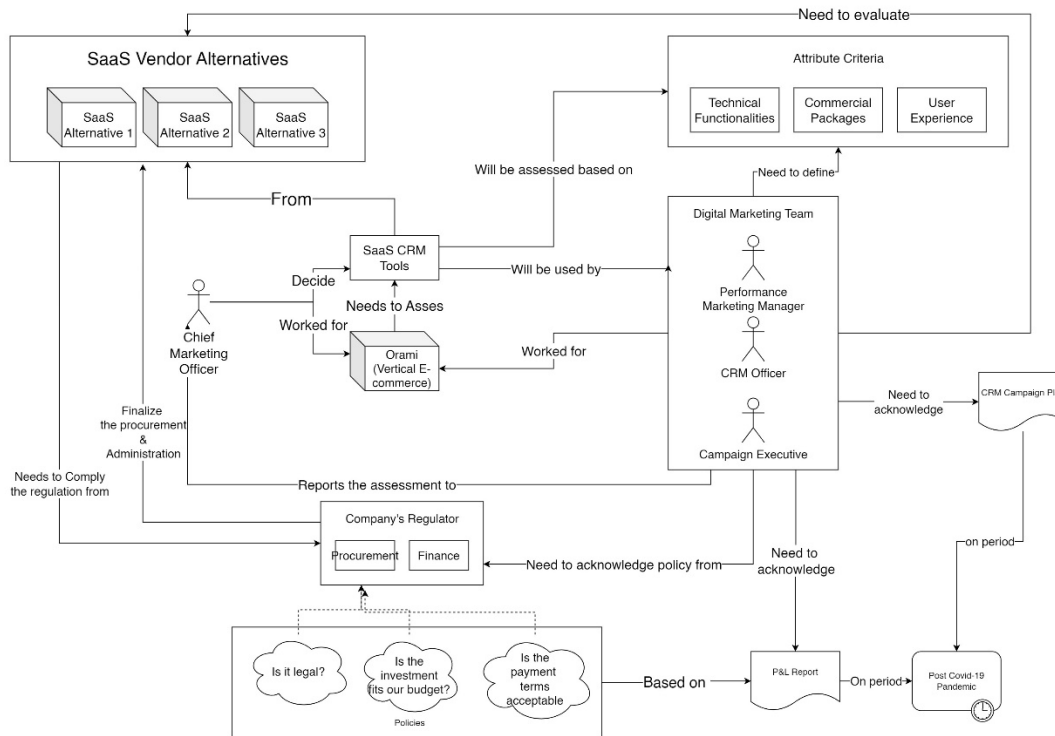 Need to evaluate
SaaS Vendor Alternatives
SaaS
Alternative 1
SaaS
Alternative 2
SaaS
Alternative 3
Attribute Criteria
Technical
Functionalities
Commercial
Packages
User
Experience
Will be assessed based on
Need to define
From
Digital Marketing Team
SaaS CRM
Tools
Decide
Will be used by
Performance
Marketing Manager
Needs to Asses
Chief
Marketing
Officer
Worked for
Orami
(Vertical E-
commerce)
Worked for
CRM Officer
Need to
acknowledge
CRM Campaign Pl
Finalize
the procurement
&
Administration
Campaign Executive
Needs to Comply
the regulation from
Reports the assessment to
Company's Regulator
Procurement
Finance
Need to acknowledge policy from
Need to
acknowledge
on period
Is it legal?
Is the
investment
fits our budget?
Is the
payment
terms
acceptable
Policies
Based on
P&L Report
On period
Post Covid-19
Pandemic